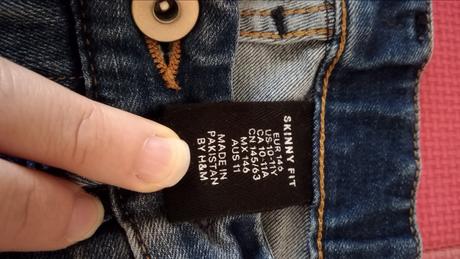 SKINNY FIT
EUR 146
US 10-11Y
CA 10-11A
CN 145/63
MX 146
AUS 11
MADE IN
PAKISTAN
BY H&M